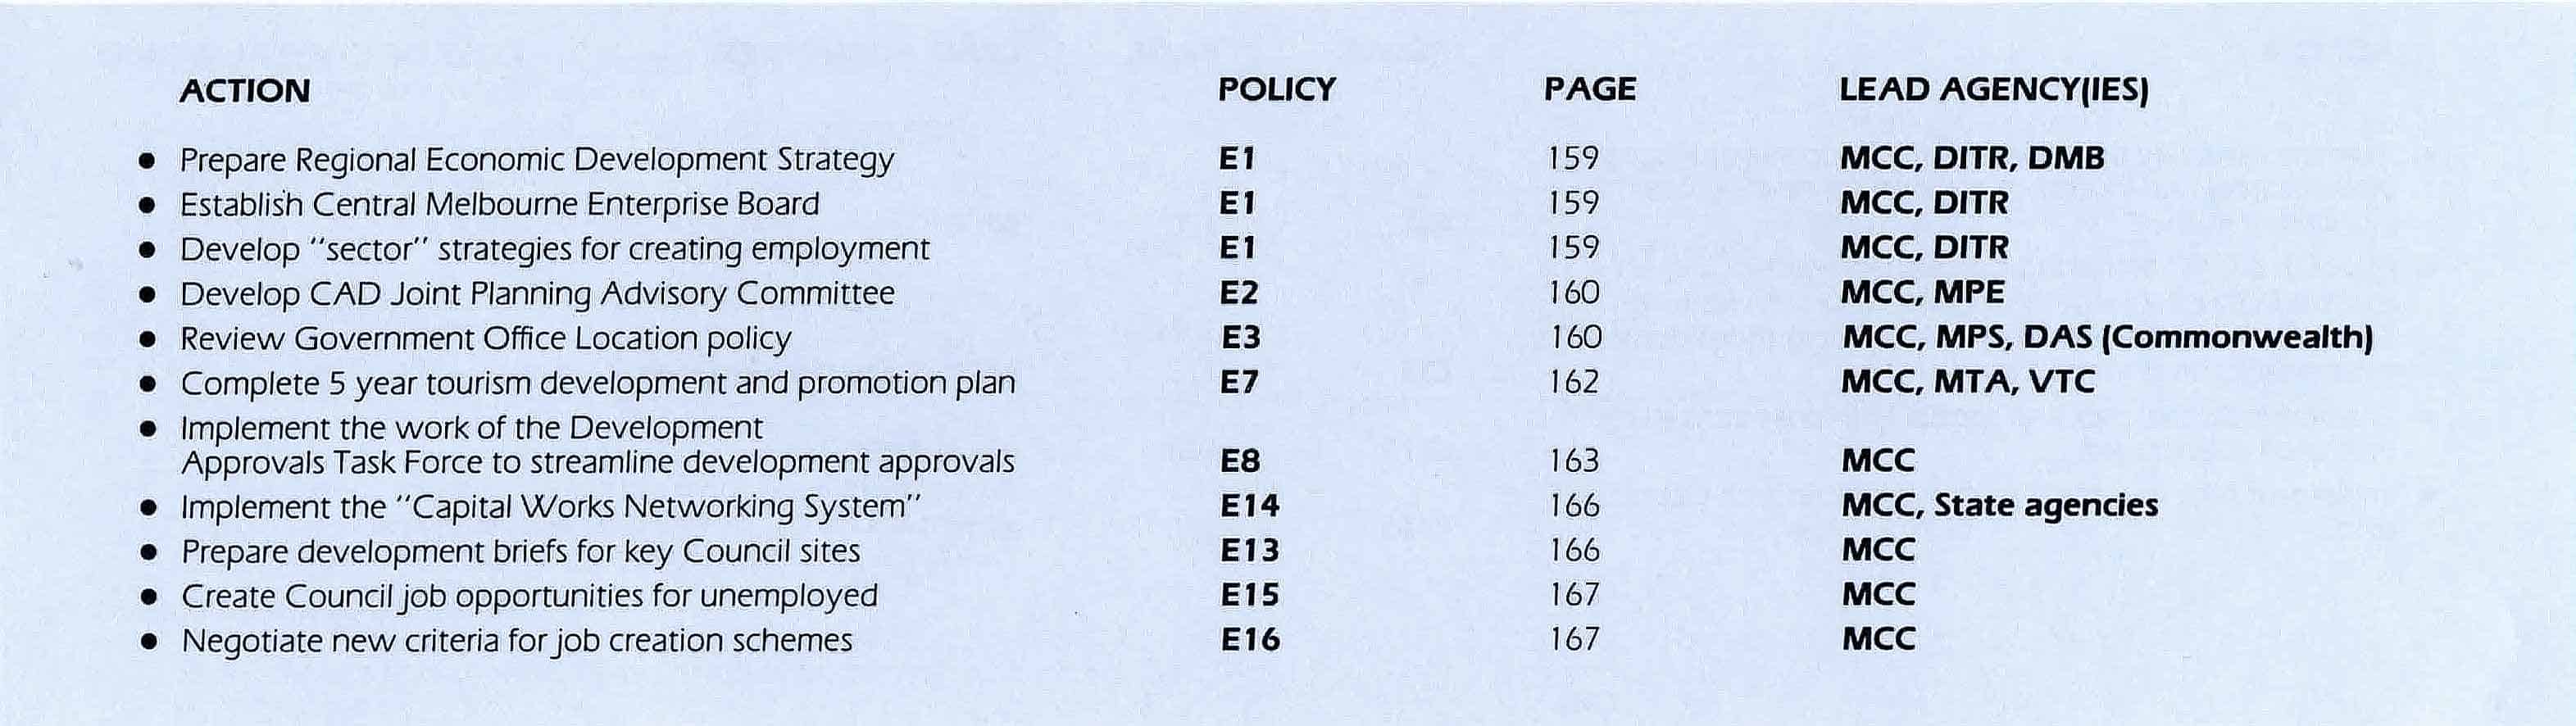 ACTION POLICY PAGE LEAD AGENCY(IES)
• Prepare Regional Economic Development Strategy E1 159 MCC, DITR, DMB
• Establish Central Melbourne Enterprise Board E1 159 MCC, DITR
• Develop "sector" strategies for creating employment E1 159 MCC, DITR
• Develop CAD Joint Planning Advisory Committee E2 160 MCC, MPE
• Review Government Office Location policy E3 160 MCC, MPS, DAS (Commonwealth)
• Complete 5 year tourism development and promotion plan E7 162 MCC, MTA, VTC
• Implement the work of the Development
Approvals Task Force to streamline development approvals E8 163 MCC
• Implement the "Capital Works Networking System" E14 166 MCC, State agencies
• Prepare development briefs for key Council sites E13 166 MCC
• Create Council job opportunities for unemployed E15 167 MCC
• Negotiate new criteria for job creation schemes E16 167 MCC